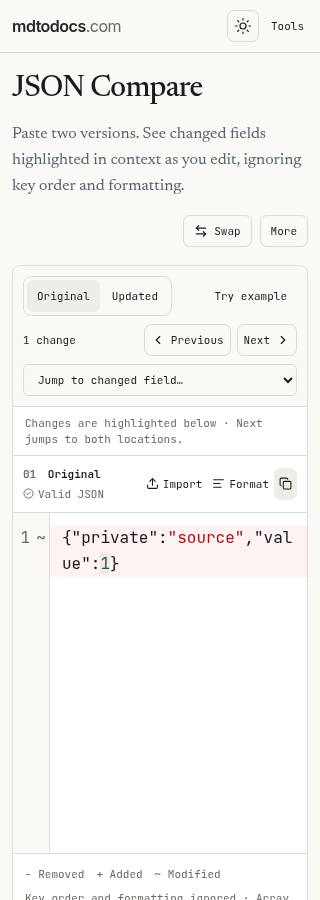 mdtodocs.com
Tools
JSON Compare
Paste two versions. See changed fields
highlighted in context as you edit, ignoring
key order and formatting.
Swap
More
Original
Updated
Try example
1 change
Previous
Next
Jump to changed field…
Changes are highlighted below · Next
jumps to both locations.
01 Original
Valid JSON
Import
Format
1 ~ {"private":"source","val
ue":1}
- Removed + Added ~ Modified
Key order and formatting ignored · Array